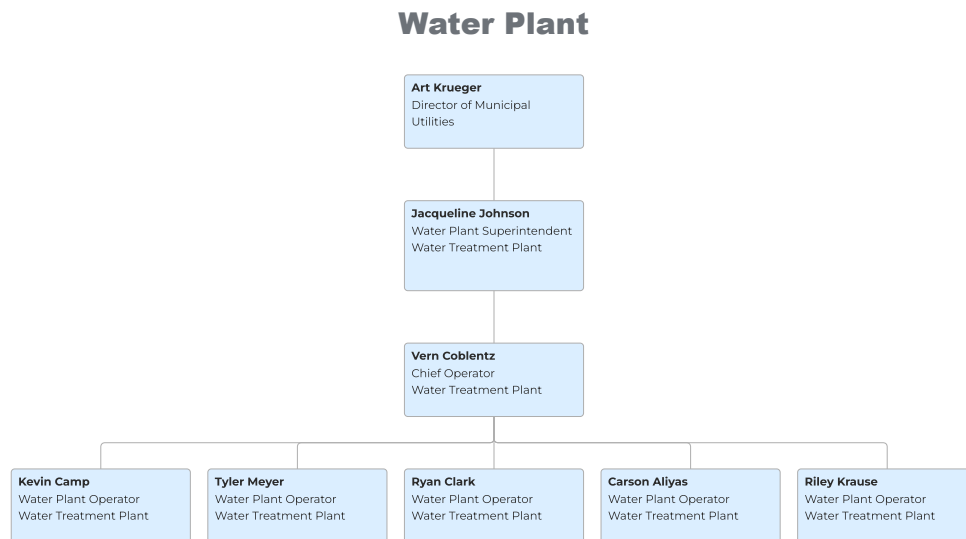 Water Plant
Art Krueger
Director of Municipal
Utilities
Jacqueline Johnson
Water Plant Superintendent
Water Treatment Plant
Vern Coblentz
Chief Operator
Water Treatment Plant
Kevin Camp
Water Plant Operator
Water Treatment Plant
Tyler Meyer
Water Plant Operator
Water Treatment Plant
Ryan Clark
Water Plant Operator
Water Treatment Plant
Carson Aliyas
Water Plant Operator
Water Treatment Plant
Riley Krause
Water Plant Operator
Water Treatment Plant